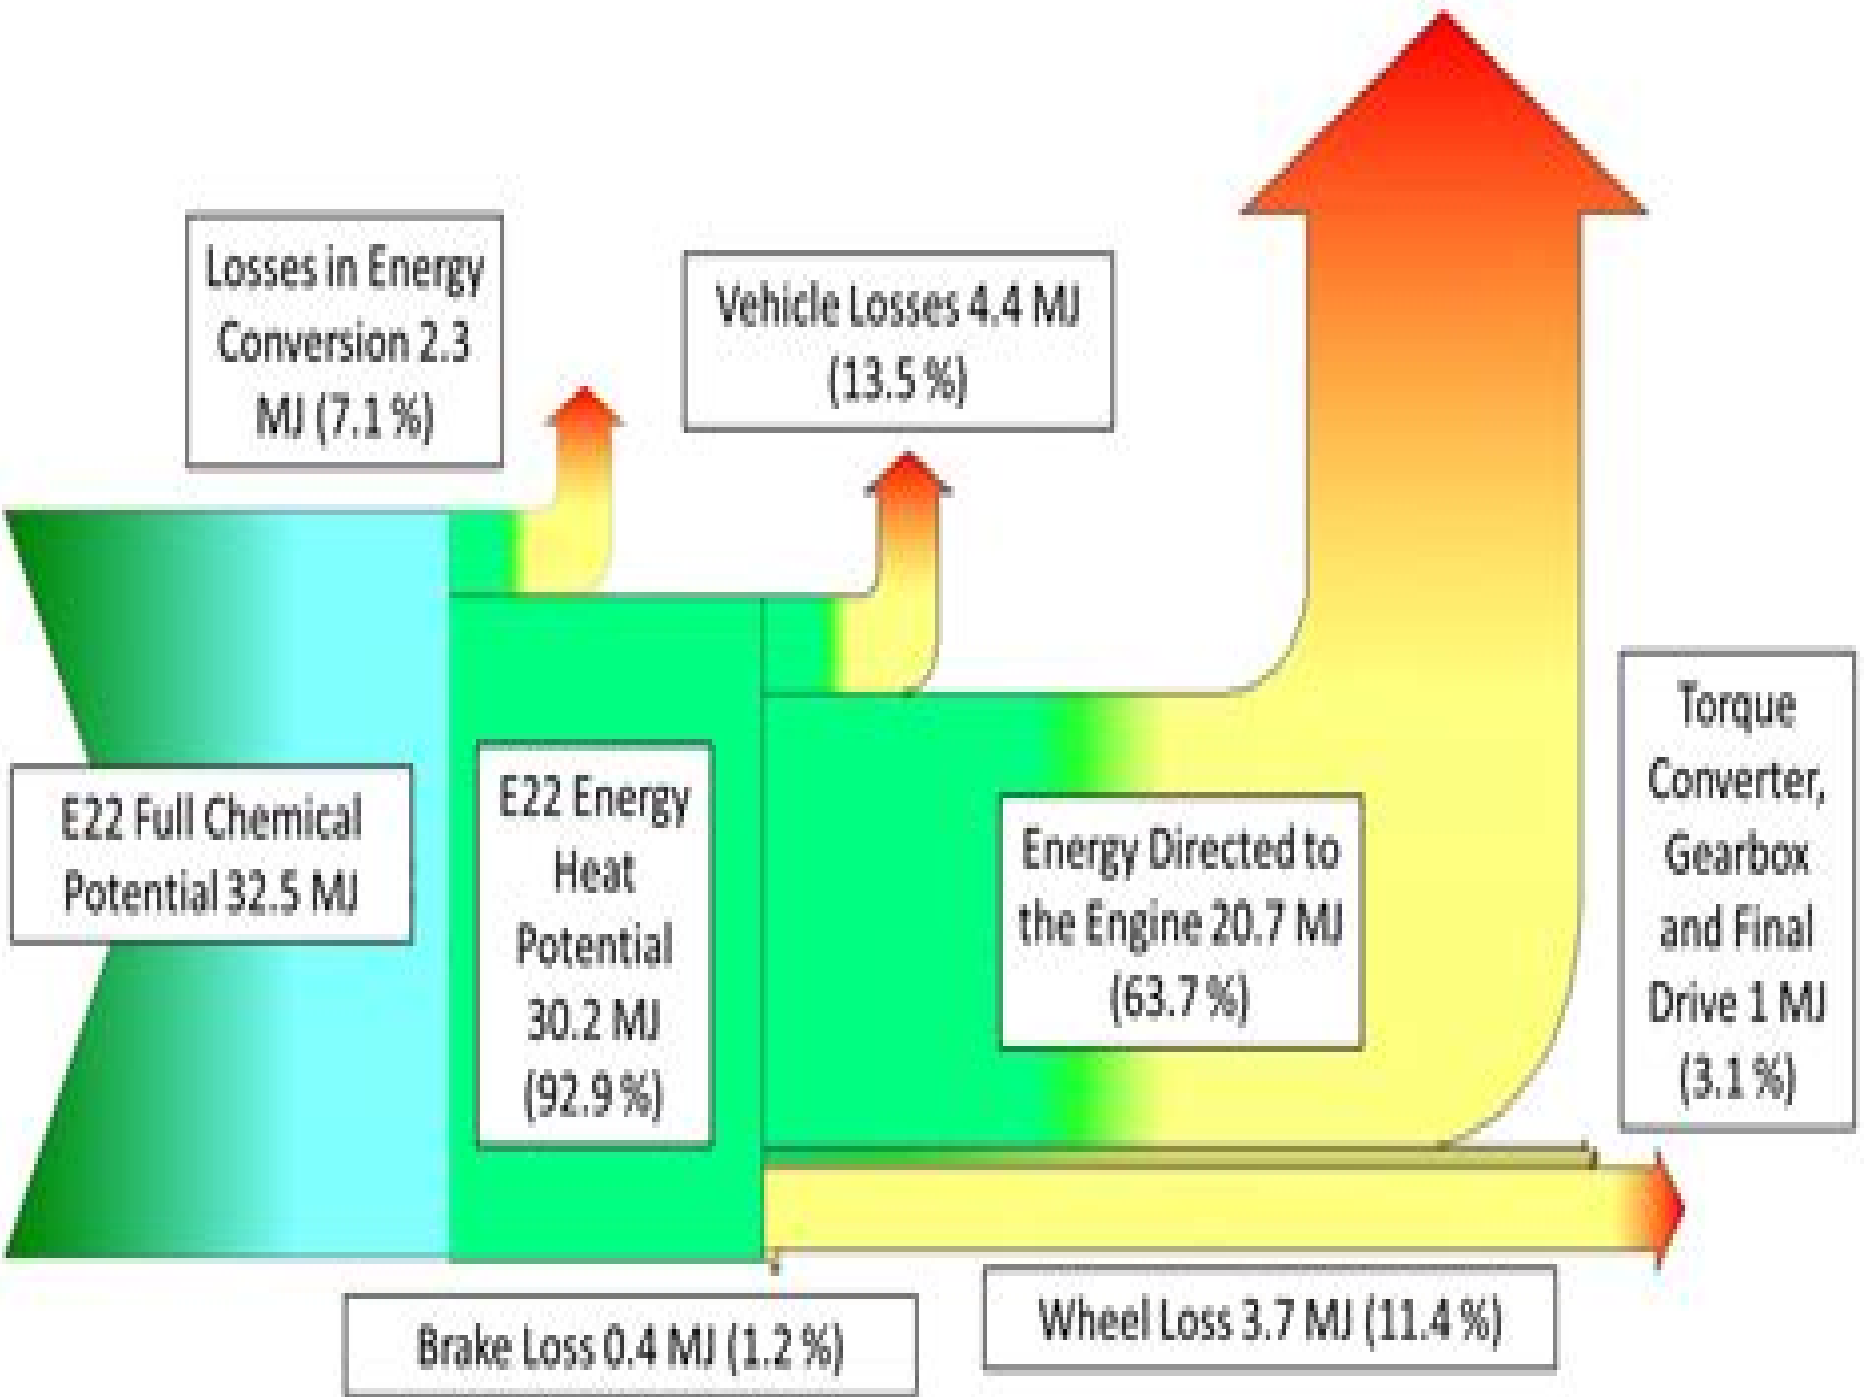 Losses in Energy
Conversion 2.3
MJ (7.1 %)
Vehicle Losses 4.4 MJ
(13.5 %)
E22 Full Chemical
Potential 32.5 MJ
E22 Energy
Heat
Potential
30.2 MJ
(92.9 %)
Energy Directed to
the Engine 20.7 MJ
(63.7 %)
Torque
Converter,
Gearbox
and Final
Drive 1 MJ
(3.1 %)
Brake Loss 0.4 MJ (1.2 %)
Wheel Loss 3.7 MJ (11.4 %)